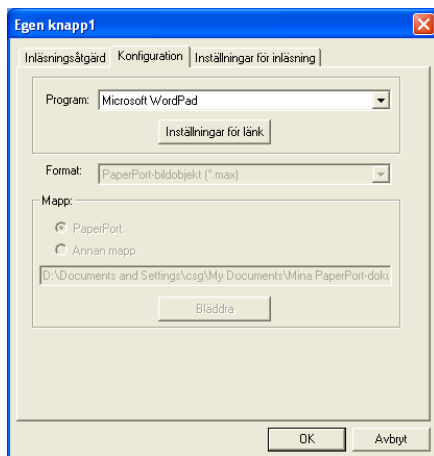 Egen knapp1
Inläsningsåtgärd Konfiguration Inställningar för inläsning
Program: Microsoft WordPad
Inställningar för länk
Format: PaperPort-bildobjekt (*.max)
Mapp:
PaperPort
Annan mapp
D:\Documents and Settings\csg\My Documents\Mina PaperPort-doku
Bläddra
OK Avbryt